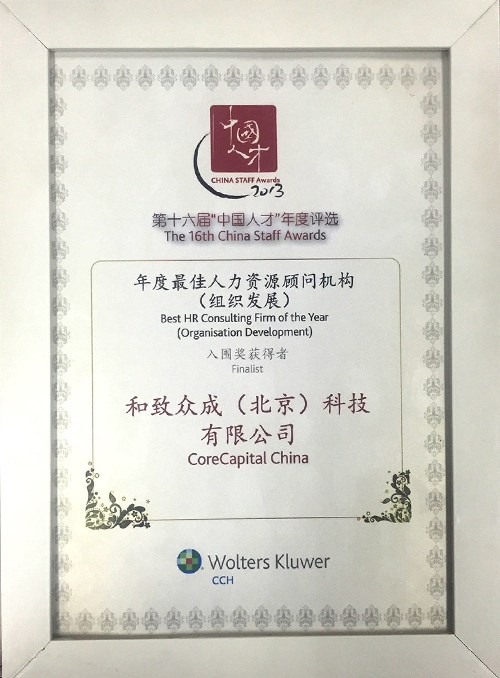 中國
人才
CHINA STAFF Awards
2013
第十六届“中国人才”年度评选
The 16th China Staff Awards
年度最佳人力资源顾问机构
（组织发展）
Best HR Consulting Firm of the Year
(Organisation Development)
入围奖获得者
Finalist
和致众成（北京）科技
有限公司
CoreCapital China
Wolters Kluwer
CCH